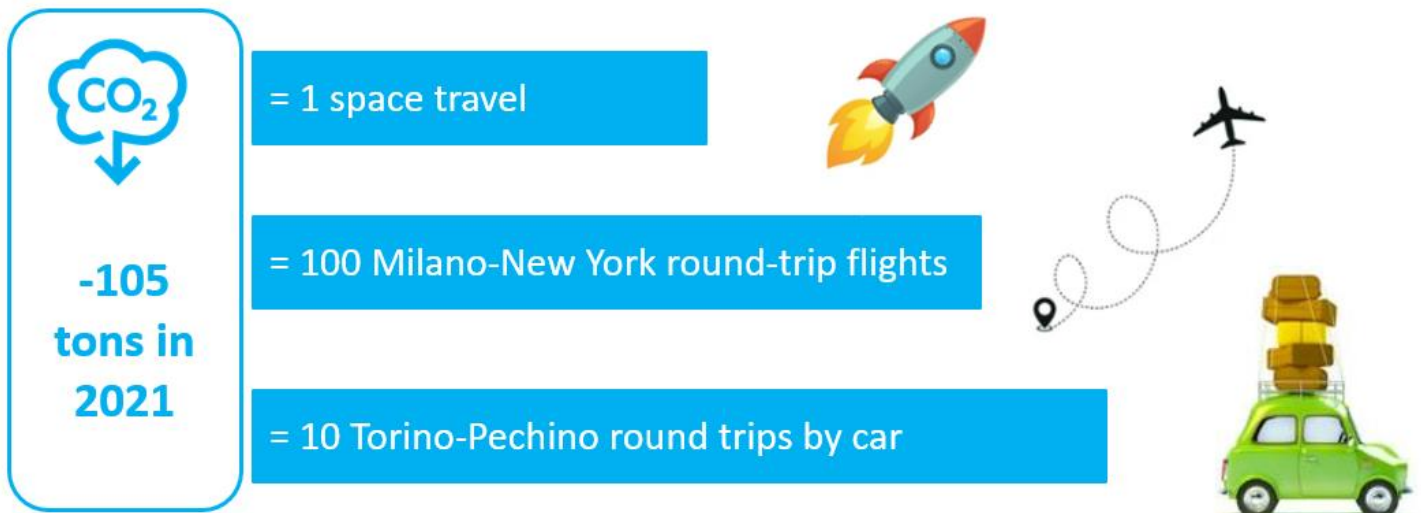 CO₂
-105
tons in
2021
= 1 space travel
= 100 Milano-New York round-trip flights
= 10 Torino-Pechino round trips by car